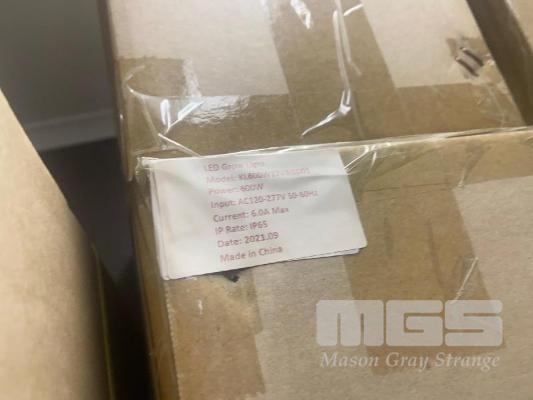 LED Grow Light
Power: 600W
Input: AC120-277V 50-60Hz
Current: 6.0A Max
IP Rate: IP65
Date: 2021.09
Made in China
MGS
Mason Gray Strange